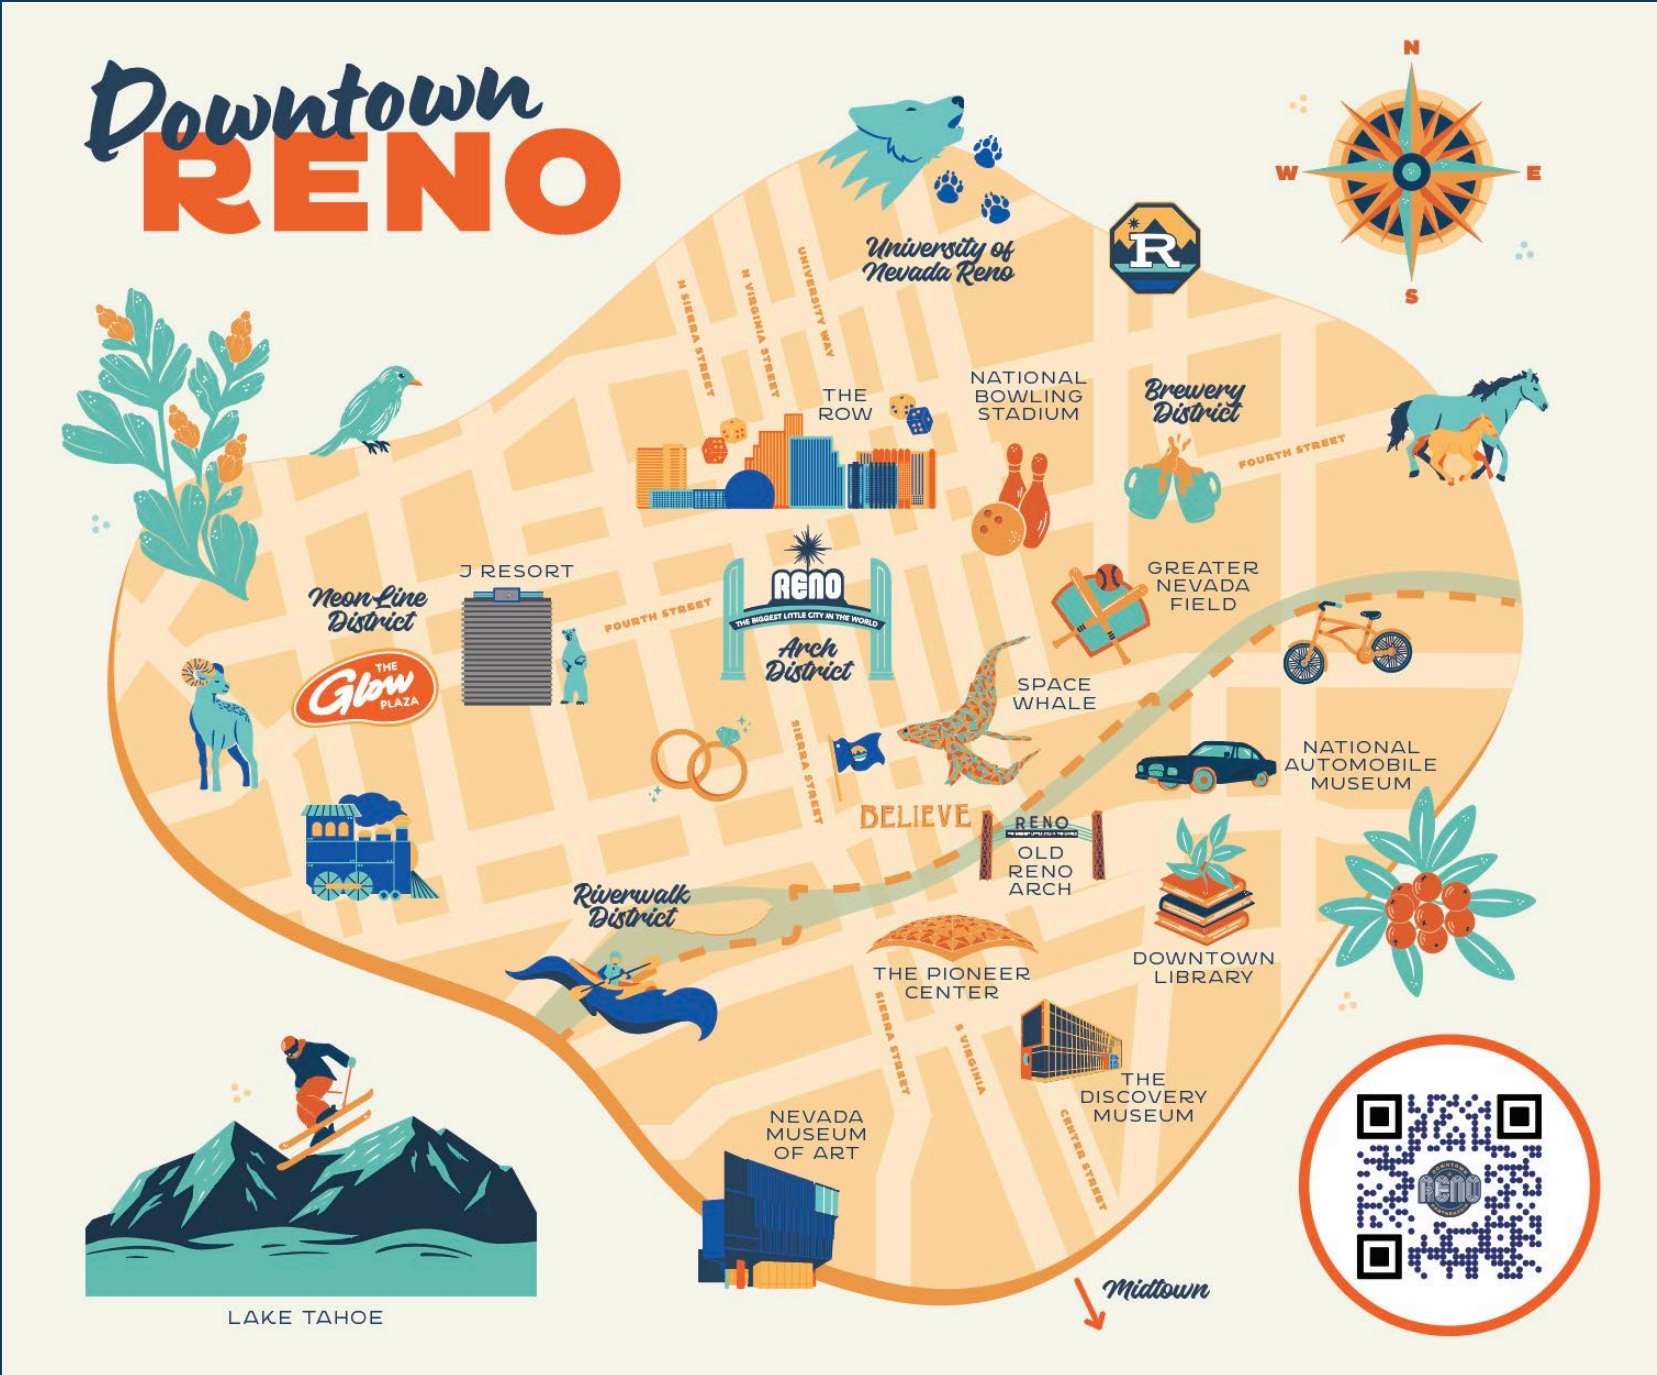 Downtown
RENO
N
W
E
S
University of
Nevada Reno
R
N SIERRA STREET
N VIRGINIA STREET
UNIVERSITY WAY
THE
ROW
NATIONAL
BOWLING
STADIUM
Brewery
District
FOURTH STREET
J RESORT
Neon Line
District
THE
Glow
PLAZA
FOURTH STREET
RENO
THE BIGGEST LITTLE CITY IN THE WORLD
Arch
District
GREATER
NEVADA
FIELD
SPACE
WHALE
SIERRA STREET
NATIONAL
AUTOMOBILE
MUSEUM
BELIEVE
RENO
OLD
RENO
ARCH
Riverwalk
District
THE PIONEER
CENTER
DOWNTOWN
LIBRARY
SIERRA STREET
S VIRGINIA
THE
DISCOVERY
MUSEUM
CENTER STREET
NEVADA
MUSEUM
OF ART
Midtown
LAKE TAHOE
DOWNTOWN
RENO
PARTNERSHIP